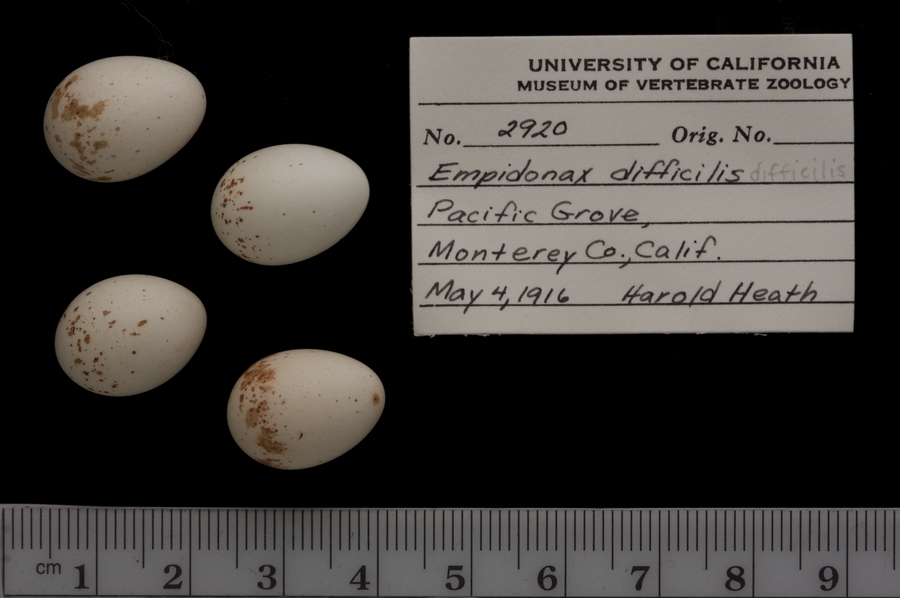 UNIVERSITY OF CALIFORNIA
MUSEUM OF VERTEBRATE ZOOLOGY
No. 2920 Orig. No.
Empidonax difficilis difficilis
Pacific Grove,
Monterey Co., Calif.
May 4, 1916 Harold Heath
cm 1 2 3 4 5 6 7 8 9